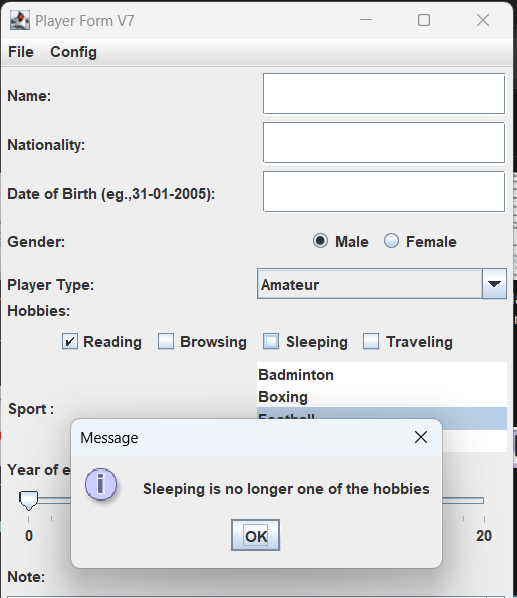 Player Form V7
File Config
Name:
Nationality:
Date of Birth (eg.,31-01-2005):
Gender:
Male Female
Player Type:
Amateur
Hobbies:
Reading Browsing Sleeping Traveling
Badminton
Boxing
Sport :
Football
Message
Year of e
Sleeping is no longer one of the hobbies
OK
0 20
Note: